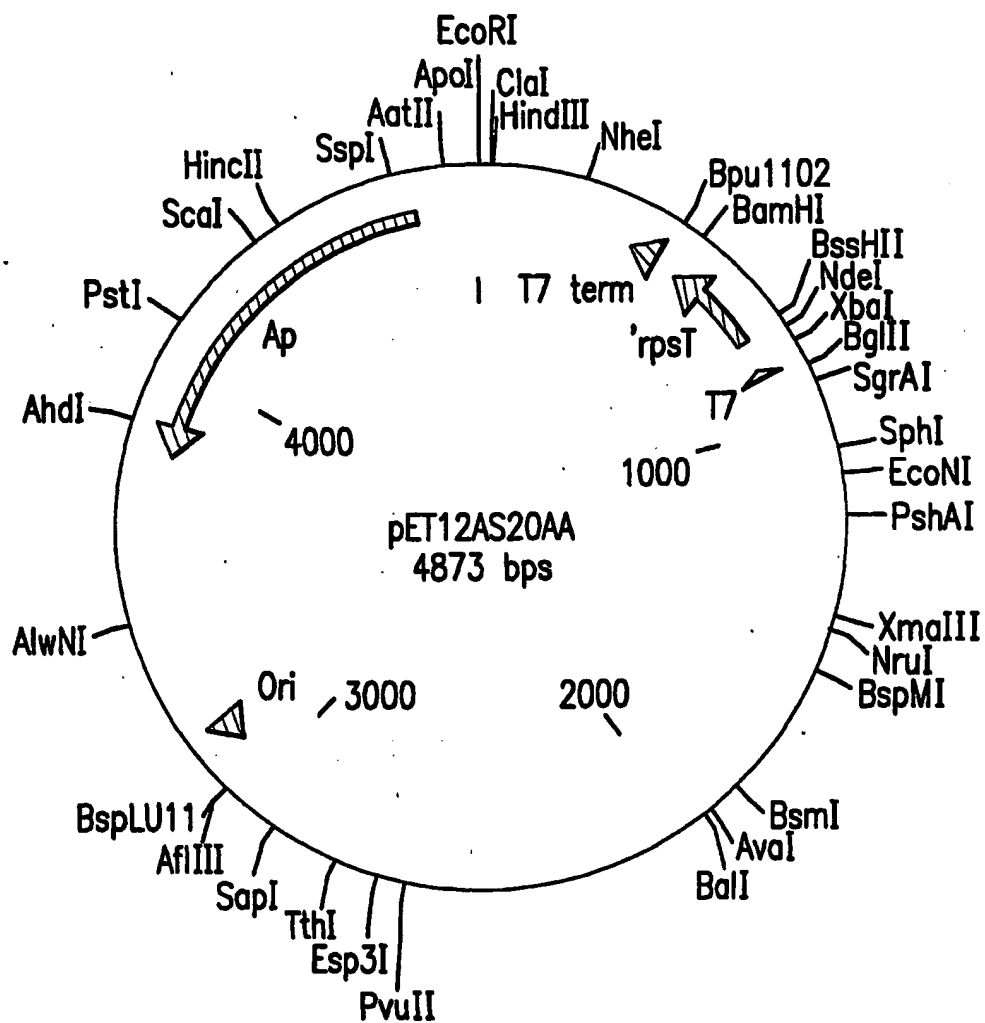 EcoRI
ApoI
ClaI
AatII
HindIII
SspI
NheI
HincII
Bpu1102
ScaI
BamHI
BssHII
NdeI
PstI
T7 term
XbaI
Ap
'rpsT
BglII
SgrAI
AhdI
T7
4000
SphI
1000
EcoNI
pET12AS20AA
PshAI
4873 bps
AlwNI
XmaIII
NruI
Ori
3000
2000
BspMI
BspLU11
BsmI
AflIII
AvaI
SapI
BalI
TthI
Esp3I
PvuII